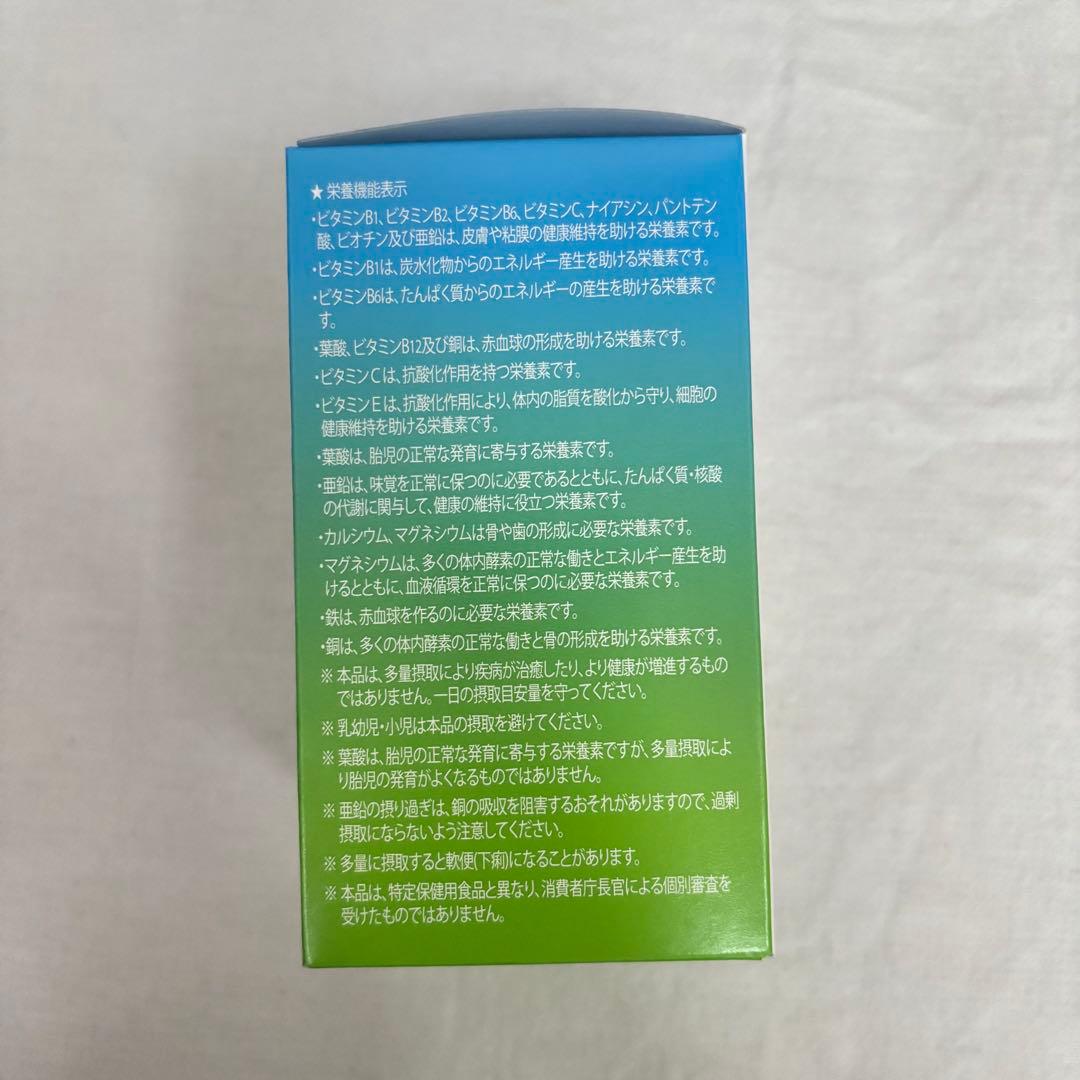 ★栄養機能表示
・ビタミンB1、ビタミンB2、ビタミンB6、ビタミンC、ナイアシン、パントテン
酸、ビオチン及び亜鉛は、皮膚や粘膜の健康維持を助ける栄養素です。
・ビタミンB1は、炭水化物からのエネルギー産生を助ける栄養素です。
・ビタミンB6は、たんぱく質からのエネルギーの産生を助ける栄養素で
す。
・葉酸、ビタミンB12及び銅は、赤血球の形成を助ける栄養素です。
・ビタミンCは、抗酸化作用を持つ栄養素です。
・ビタミンEは、抗酸化作用により、体内の脂質を酸化から守り、細胞の
健康維持を助ける栄養素です。
・葉酸は、胎児の正常な発育に寄与する栄養素です。
・亜鉛は、味覚を正常に保つのに必要であるとともに、たんぱく質・核酸
の代謝に関与して、健康の維持に役立つ栄養素です。
・カルシウム、マグネシウムは骨や歯の形成に必要な栄養素です。
・マグネシウムは、多くの体内酵素の正常な働きとエネルギー産生を助
けるとともに、血液循環を正常に保つのに必要な栄養素です。
・鉄は、赤血球を作るのに必要な栄養素です。
・銅は、多くの体内酵素の正常な働きと骨の形成を助ける栄養素です。
※本品は、多量摂取により疾病が治癒したり、より健康が増進するもの
ではありません。一日の摂取目安量を守ってください。
※乳幼児・小児は本品の摂取を避けてください。
※葉酸は、胎児の正常な発育に寄与する栄養素ですが、多量摂取によ
り胎児の発育がよくなるものではありません。
※亜鉛の摂り過ぎは、銅の吸収を阻害するおそれがありますので、過剰
摂取にならないよう注意してください。
※多量に摂取すると軟便(下痢)になることがあります。
※本品は、特定保健用食品と異なり、消費者庁長官による個別審査を
受けたものではありません。